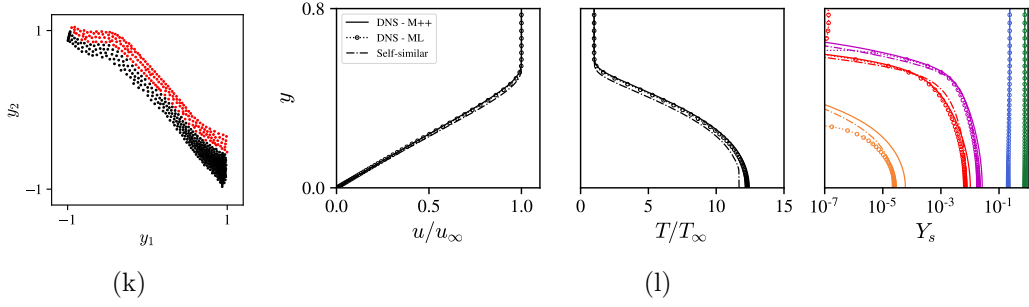 1
y₂
−1
−1
1
y₁
(k)
0.8
y
0.0
DNS - M++
DNS - ML
Self-similar
0.0
0.5
1.0
u/u∞
0
5
10
15
T/T∞
10⁻⁷
10⁻⁵
10⁻³
10⁻¹
Yₛ
(l)